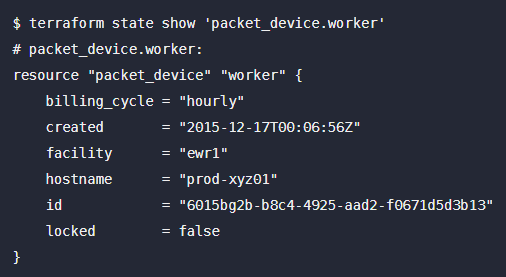 $ terraform state show 'packet_device.worker'
# packet_device.worker:
resource "packet_device" "worker" {
    billing_cycle = "hourly"
    created       = "2015-12-17T00:06:56Z"
    facility      = "ewr1"
    hostname      = "prod-xyz01"
    id            = "6015bg2b-b8c4-4925-aad2-f0671d5d3b13"
    locked        = false
}